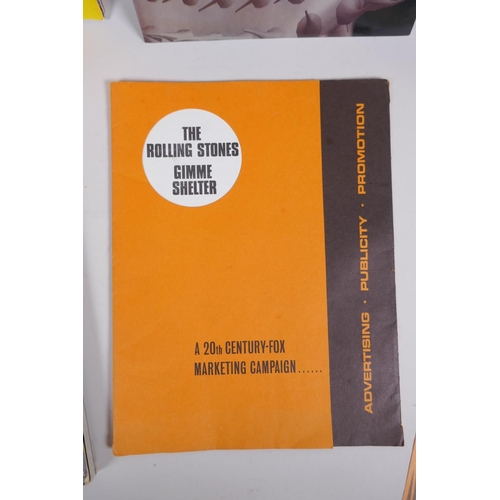 THE
ROLLING STONES
GIMME
SHELTER
A 20th CENTURY-FOX
MARKETING CAMPAIGN......
ADVERTISING · PUBLICITY · PROMOTION